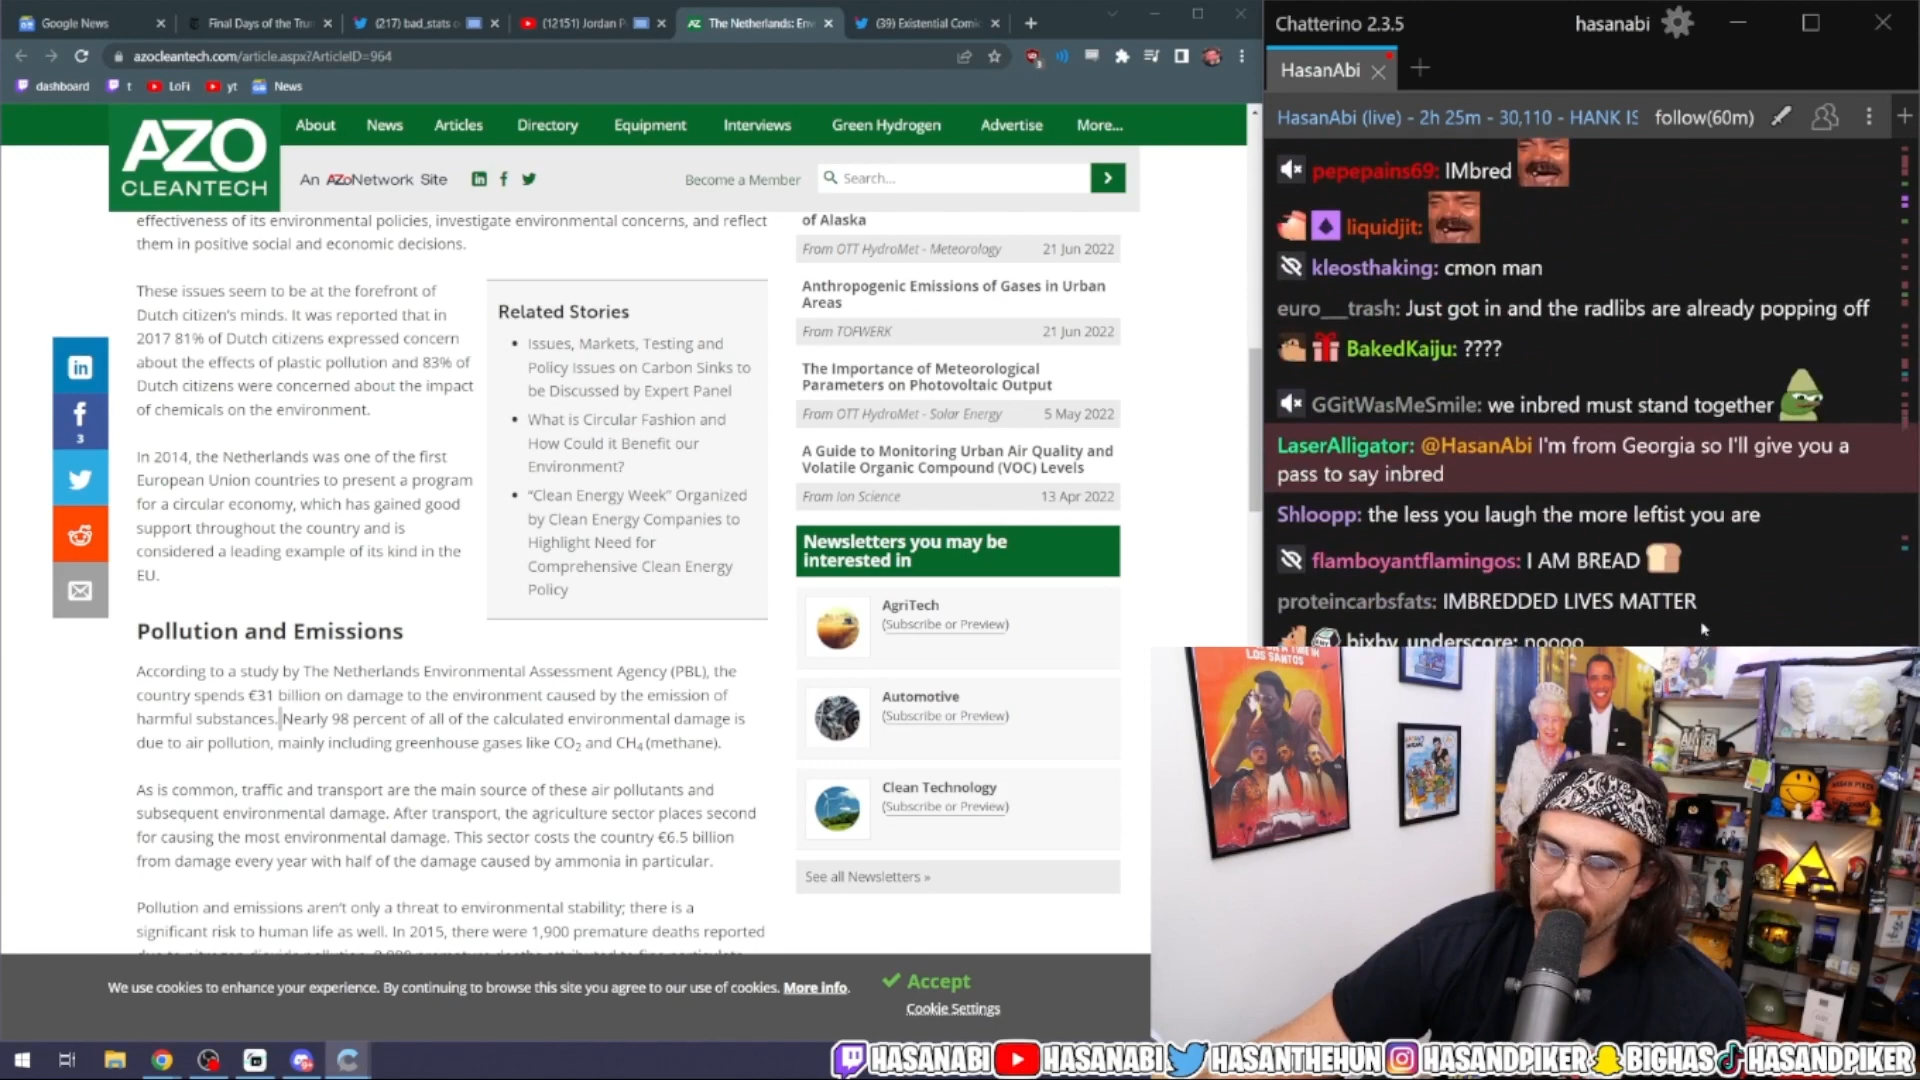 Google News
Final Days of the Tru
(217) bad_stats o
(12151) Jordan P
The Netherlands: Env
(39) Existential Comic
azocleantech.com/article.aspx?ArticleID=964
dashboard
t
LoFi
yt
News
AZO
CLEANTECH
About
News
Articles
Directory
Equipment
Interviews
Green Hydrogen
Advertise
More...
An AZoNetwork Site
Become a Member
Search...
effectiveness of its environmental policies, investigate environmental concerns, and reflect
them in positive social and economic decisions.
These issues seem to be at the forefront of
Dutch citizen's minds. It was reported that in
2017 81% of Dutch citizens expressed concern
about the effects of plastic pollution and 83% of
Dutch citizens were concerned about the impact
of chemicals on the environment.
In 2014, the Netherlands was one of the first
European Union countries to present a program
for a circular economy, which has gained good
support throughout the country and is
considered a leading example of its kind in the
EU.
3
Related Stories
Issues, Markets, Testing and
Policy Issues on Carbon Sinks to
be Discussed by Expert Panel
What is Circular Fashion and
How Could it Benefit our
Environment?
“Clean Energy Week” Organized
by Clean Energy Companies to
Highlight Need for
Comprehensive Clean Energy
Policy
Pollution and Emissions
According to a study by The Netherlands Environmental Assessment Agency (PBL), the
country spends €31 billion on damage to the environment caused by the emission of
harmful substances. Nearly 98 percent of all of the calculated environmental damage is
due to air pollution, mainly including greenhouse gases like CO2 and CH4 (methane).
As is common, traffic and transport are the main source of these air pollutants and
subsequent environmental damage. After transport, the agriculture sector places second
for causing the most environmental damage. This sector costs the country €6.5 billion
from damage every year with half of the damage caused by ammonia in particular.
Pollution and emissions aren't only a threat to environmental stability; there is a
significant risk to human life as well. In 2015, there were 1,900 premature deaths reported
of Alaska
From OTT HydroMet - Meteorology 21 Jun 2022
Anthropogenic Emissions of Gases in Urban
Areas
From TOFWERK 21 Jun 2022
The Importance of Meteorological
Parameters on Photovoltaic Output
From OTT HydroMet - Solar Energy 5 May 2022
A Guide to Monitoring Urban Air Quality and
Volatile Organic Compound (VOC) Levels
From Ion Science 13 Apr 2022
Newsletters you may be
interested in
AgriTech
(Subscribe or Preview)
Automotive
(Subscribe or Preview)
Clean Technology
(Subscribe or Preview)
See all Newsletters »
We use cookies to enhance your experience. By continuing to browse this site you agree to our use of cookies. More info.
Accept
Cookie Settings
Chatterino 2.3.5
hasanabi
HasanAbi
HasanAbi (live) - 2h 25m - 30,110 - HANK IS
follow(60m)
pepepains69: IMbred
liquidjit:
kleosthaking: cmon man
euro___trash: Just got in and the radlibs are already popping off
BakedKaiju: ????
GGitWasMeSmile: we inbred must stand together
LaserAlligator: @HasanAbi I'm from Georgia so I'll give you a
pass to say inbred
Shloopp: the less you laugh the more leftist you are
flamboyantflamingos: I AM BREAD
proteincarbsfats: IMBREDDED LIVES MATTER
bixby_underscore: noooo
LOS SANTOS
HASANABI
HASANABI
HASANTHEHUN
HASANDPIKER
BIGHAS
HASANDPIKER